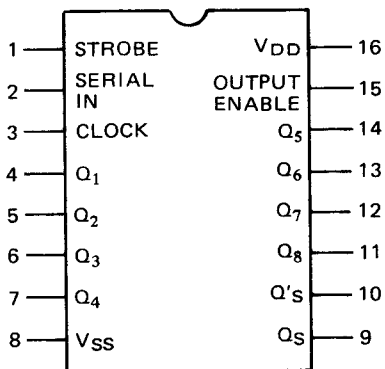 1 STROBE VDD 16
2 SERIAL IN OUTPUT ENABLE 15
3 CLOCK Q5 14
4 Q1 Q6 13
5 Q2 Q7 12
6 Q3 Q8 11
7 Q4 Q'S 10
8 VSS QS 9